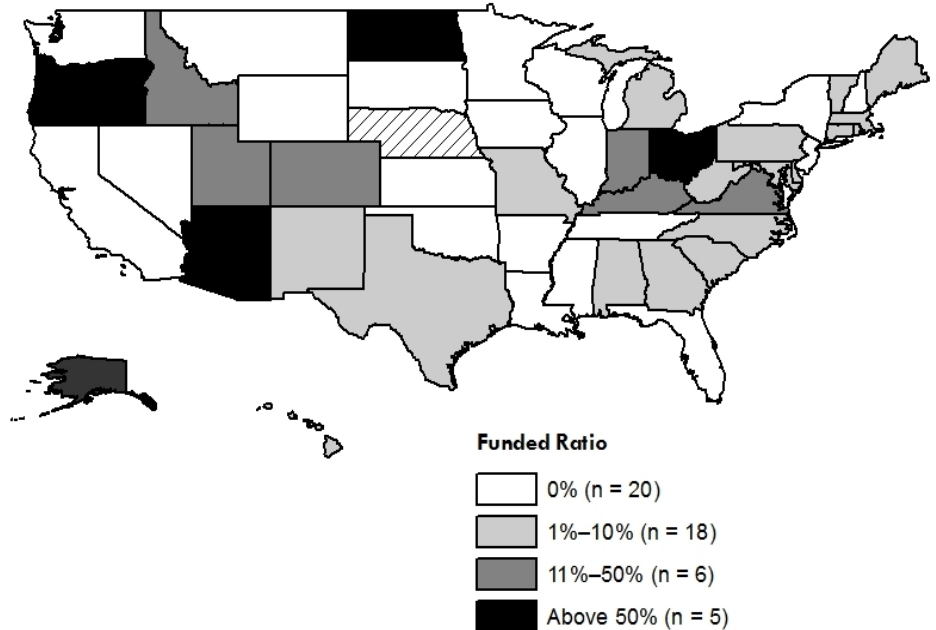 Funded Ratio
0% (n = 20)
1%–10% (n = 18)
11%–50% (n = 6)
Above 50% (n = 5)